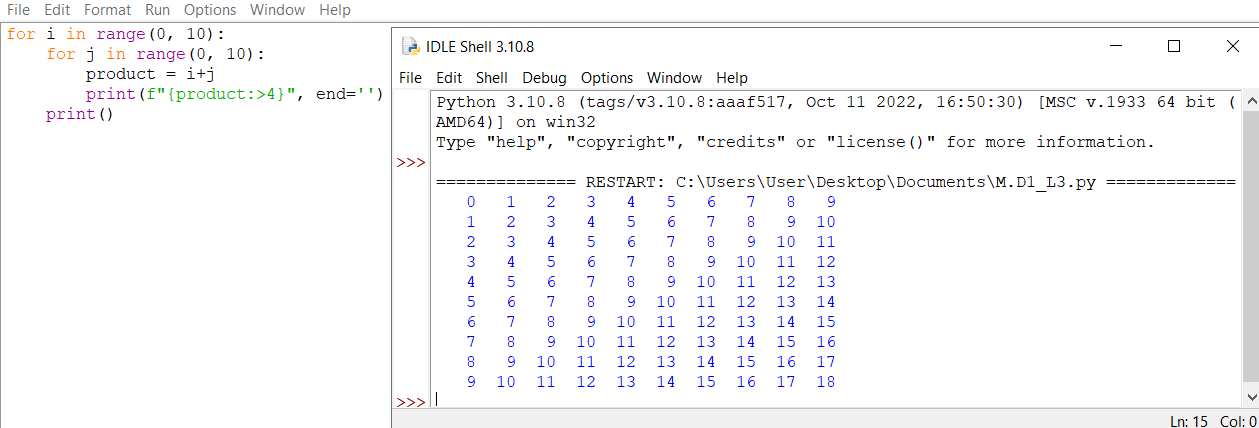 File Edit Format Run Options Window Help
for i in range(0, 10):
    for j in range(0, 10):
        product = i+j
        print(f"{product:>4}", end='')
    print()
IDLE Shell 3.10.8
File Edit Shell Debug Options Window Help
Python 3.10.8 (tags/v3.10.8:aaaf517, Oct 11 2022, 16:50:30) [MSC v.1933 64 bit (
AMD64)] on win32
Type "help", "copyright", "credits" or "license()" for more information.
>>>
============== RESTART: C:\Users\User\Desktop\Documents\M.D1_L3.py =============
   0   1   2   3   4   5   6   7   8   9
   1   2   3   4   5   6   7   8   9  10
   2   3   4   5   6   7   8   9  10  11
   3   4   5   6   7   8   9  10  11  12
   4   5   6   7   8   9  10  11  12  13
   5   6   7   8   9  10  11  12  13  14
   6   7   8   9  10  11  12  13  14  15
   7   8   9  10  11  12  13  14  15  16
   8   9  10  11  12  13  14  15  16  17
   9  10  11  12  13  14  15  16  17  18
>>>
Ln: 15 Col: 0